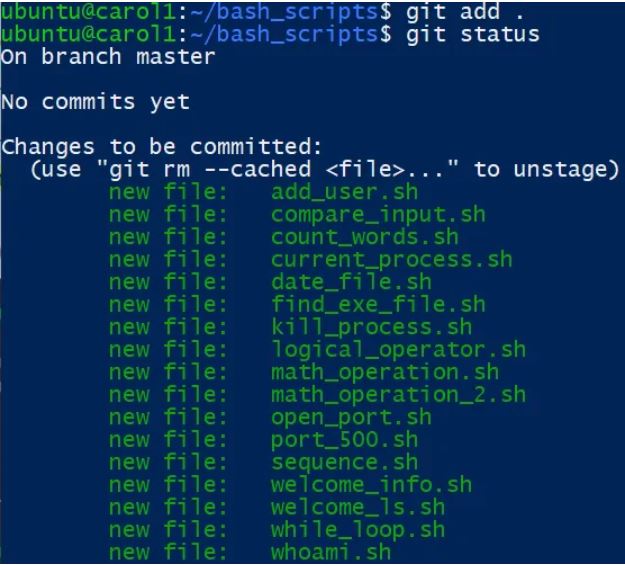 ubuntu@carol1:~/bash_scripts$ git add .
ubuntu@carol1:~/bash_scripts$ git status
On branch master
No commits yet
Changes to be committed:
(use "git rm --cached <file>..." to unstage)
new file: add_user.sh
new file: compare_input.sh
new file: count_words.sh
new file: current_process.sh
new file: date_file.sh
new file: find_exe_file.sh
new file: kill_process.sh
new file: logical_operator.sh
new file: math_operation.sh
new file: math_operation_2.sh
new file: open_port.sh
new file: port_500.sh
new file: sequence.sh
new file: welcome_info.sh
new file: welcome_ls.sh
new file: while_loop.sh
new file: whoami.sh